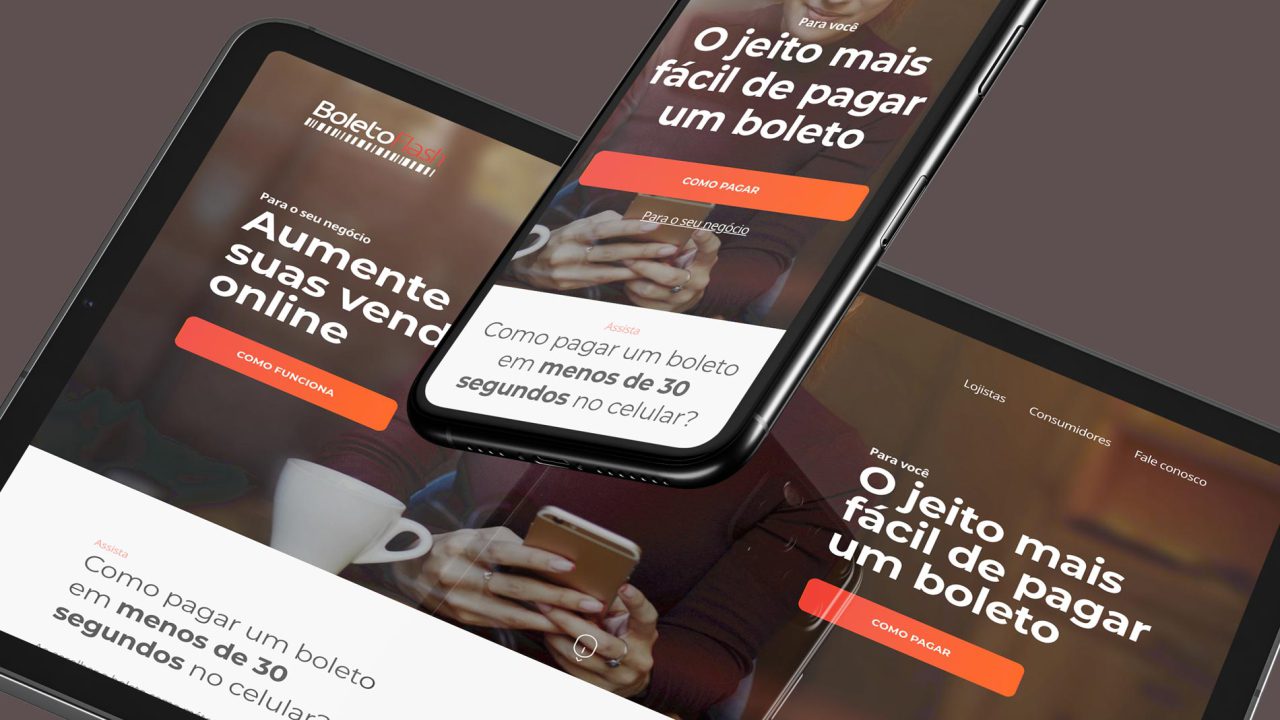 Para você
O jeito mais
fácil de pagar
um boleto
COMO PAGAR
Para o seu negócio
Assista
Como pagar um boleto
em menos de 30
segundos no celular?
BoletoFlash
Para o seu negócio
Aumente
suas vend
online
COMO FUNCIONA
Assista
Como pagar um boleto
em menos de 30
segundos no celular?
Lojistas
Consumidores
Fale conosco
Para você
O jeito mais
fácil de pagar
um boleto
COMO PAGAR